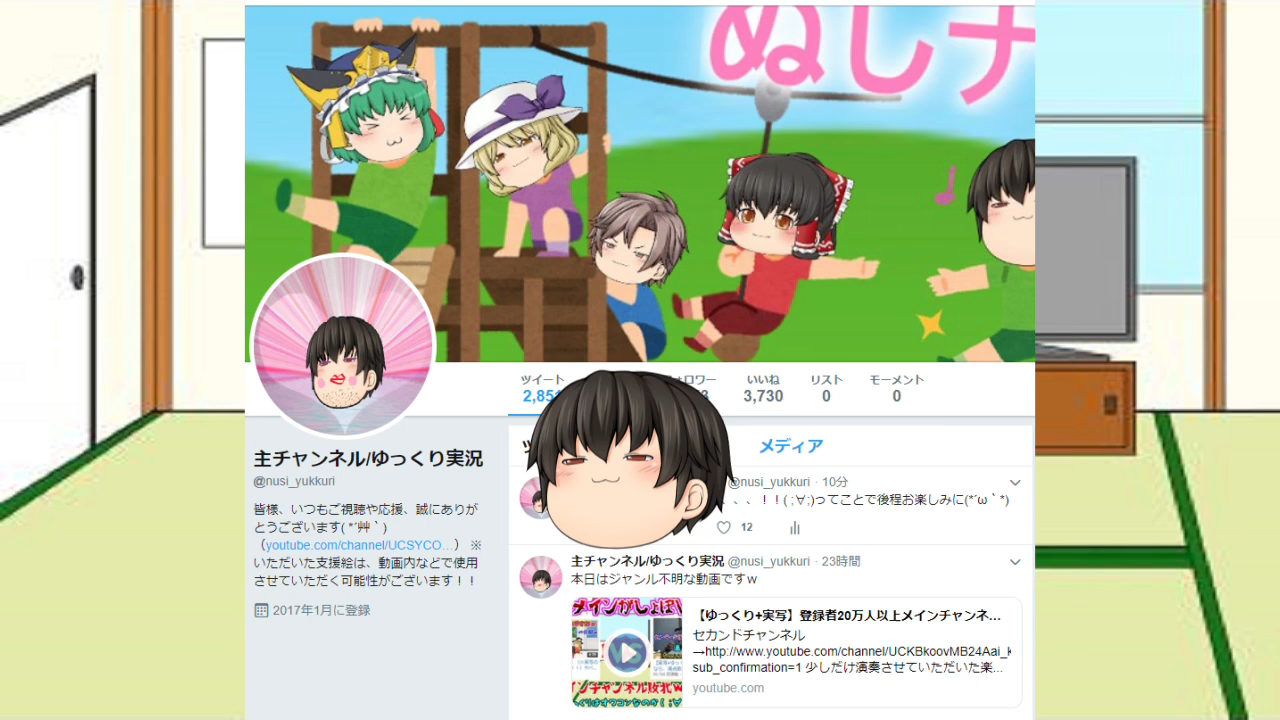 ぬしチ
ツイート
2,851
ォロワー
いいね
3,730
リスト
0
モーメント
0
メディア
主チャンネル/ゆっくり実況
@nusi_yukkuri
皆様、いつもご視聴や応援、誠にありが
とうございます( *´艸｀)
（youtube.com/channel/UCSYCO…） ※
いただいた支援絵は、動画内などで使用
させていただく可能性がございます！！
2017年1月に登録
@nusi_yukkuri · 10分
、、！！( ;∀;)ってことで後程お楽しみに(*´ω｀*)
12
主チャンネル/ゆっくり実況 @nusi_yukkuri · 23時間
本日はジャンル不明な動画ですｗ
【ゆっくり+実写】登録者20万人以上メインチャンネ...
セカンドチャンネル
→http://www.youtube.com/channel/UCKBkoovMB24Aai_
sub_confirmation=1 少しだけ演奏させていただいた楽...
youtube.com